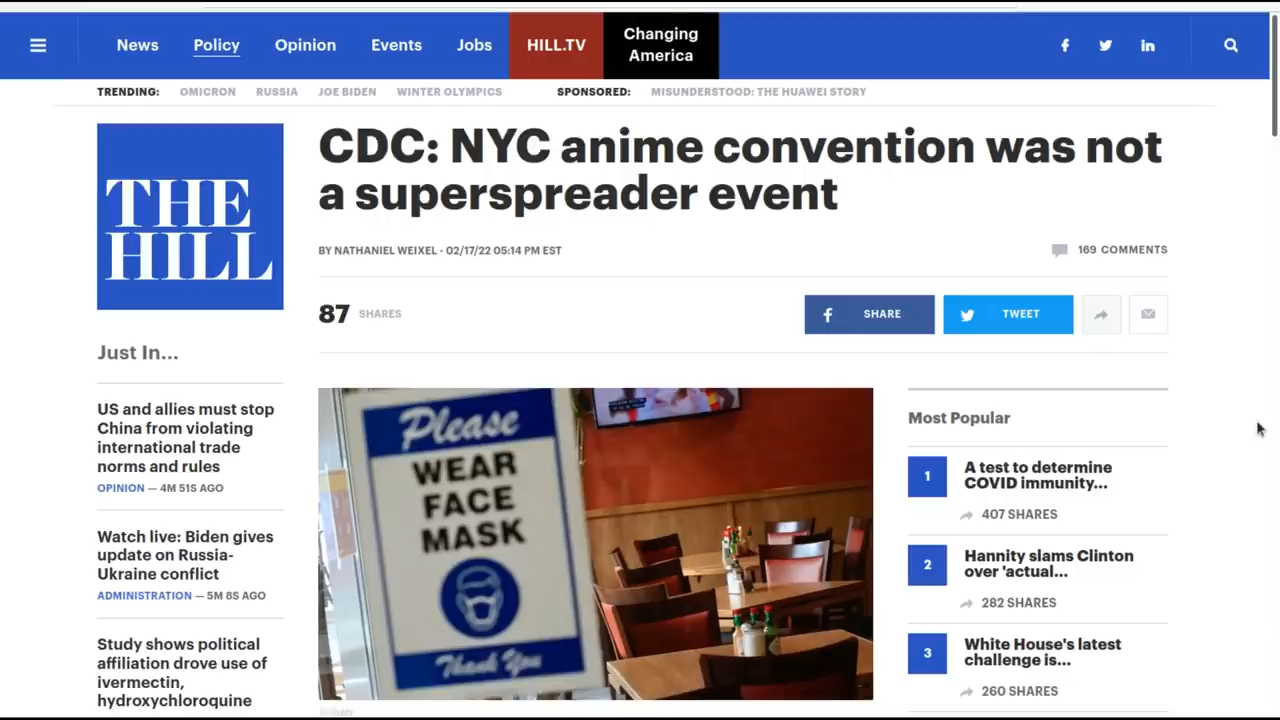 News
Policy
Opinion
Events
Jobs
HILL.TV
Changing
America
TRENDING:
OMICRON
RUSSIA
JOE BIDEN
WINTER OLYMPICS
SPONSORED:
MISUNDERSTOOD: THE HUAWEI STORY
THE
HILL
CDC: NYC anime convention was not
a superspreader event
BY NATHANIEL WEIXEL - 02/17/22 05:14 PM EST
169 COMMENTS
87 SHARES
SHARE
TWEET
Just In...
US and allies must stop
China from violating
international trade
norms and rules
OPINION — 4M 51S AGO
Watch live: Biden gives
update on Russia-
Ukraine conflict
ADMINISTRATION — 5M 8S AGO
Study shows political
affiliation drove use of
ivermectin,
hydroxychloroquine
Please
WEAR
FACE
MASK
Thank You
Most Popular
1
A test to determine
COVID immunity...
407 SHARES
2
Hannity slams Clinton
over 'actual...
282 SHARES
3
White House's latest
challenge is...
260 SHARES